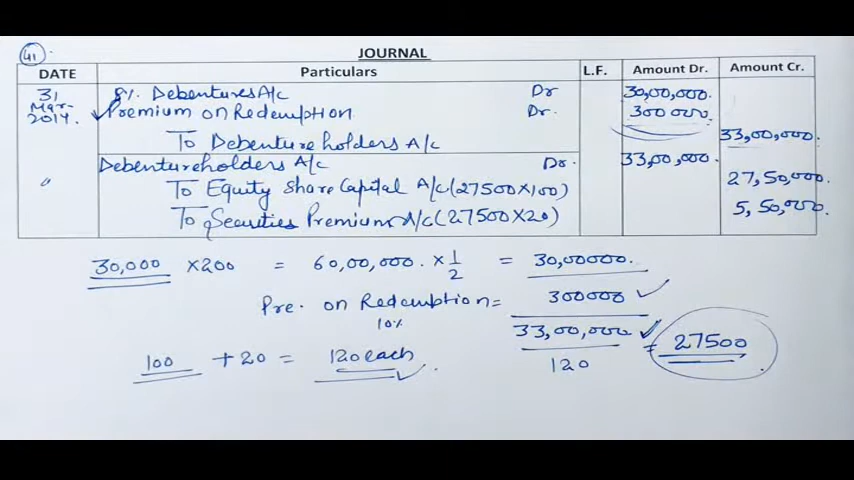 41
JOURNAL
DATE Particulars L.F. Amount Dr. Amount Cr.
31 8%. Debentures A/c Dr 30,00,000.
Mar- 2014. Premium on Redemption Dr. 300000.
To Debenture holders A/c 33,00,000.
Debentureholders A/c Dr. 33,00,000.
" To Equity Share Capital A/c (27500×100) 27,50,000.
To Securities Premium A/c (27500×20) 5,50,000.
30,000 ×200 = 60,00,000. × 1/2 = 30,00000.
Pre. on Redemption = 300000
10%
33,00,000
100 + 20 = 120 each . = 27500
120